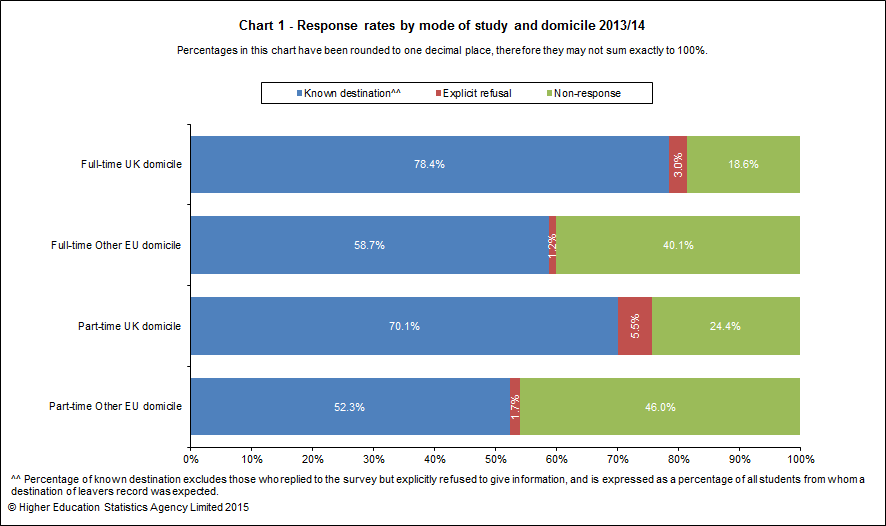 Chart 1 - Response rates by mode of study and domicile 2013/14
Percentages in this chart have been rounded to one decimal place, therefore they may not sum exactly to 100%.
Known destination^^ Explicit refusal Non-response
Full-time UK domicile 78.4% 3.0% 18.6%
Full-time Other EU domicile 58.7% 1.2% 40.1%
Part-time UK domicile 70.1% 5.5% 24.4%
Part-time Other EU domicile 52.3% 1.7% 46.0%
0% 10% 20% 30% 40% 50% 60% 70% 80% 90% 100%
^^ Percentage of known destination excludes those who replied to the survey but explicitly refused to give information, and is expressed as a percentage of all students from whom a
destination of leavers record was expected.
© Higher Education Statistics Agency Limited 2015